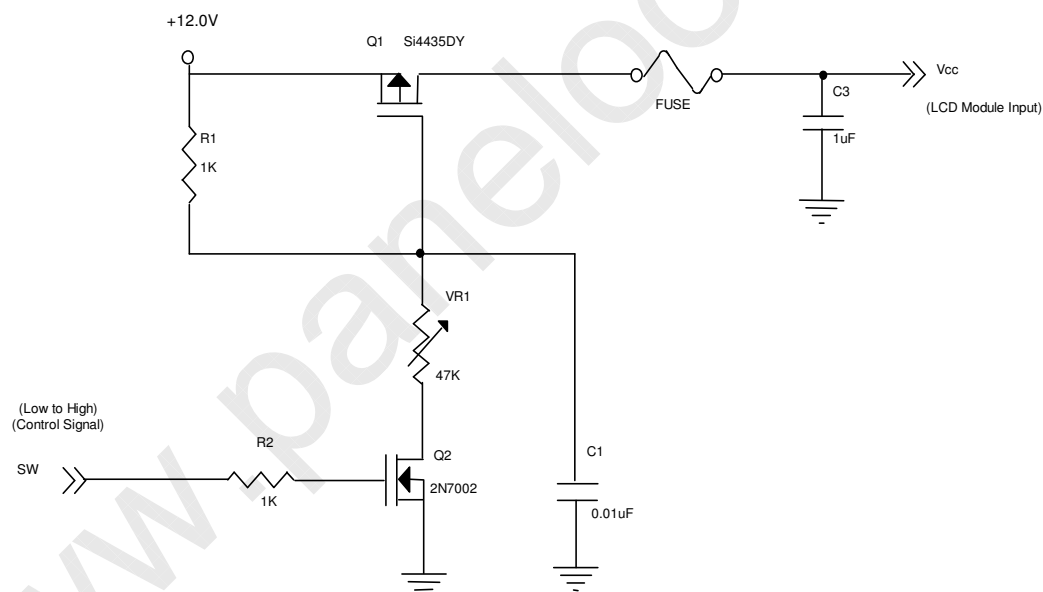 +12.0V
Q1 Si4435DY
Vcc
(LCD Module Input)
FUSE
C3
1uF
R1
1K
VR1
47K
(Low to High)
(Control Signal)
SW
R2
1K
Q2
2N7002
C1
0.01uF
w.paneloo